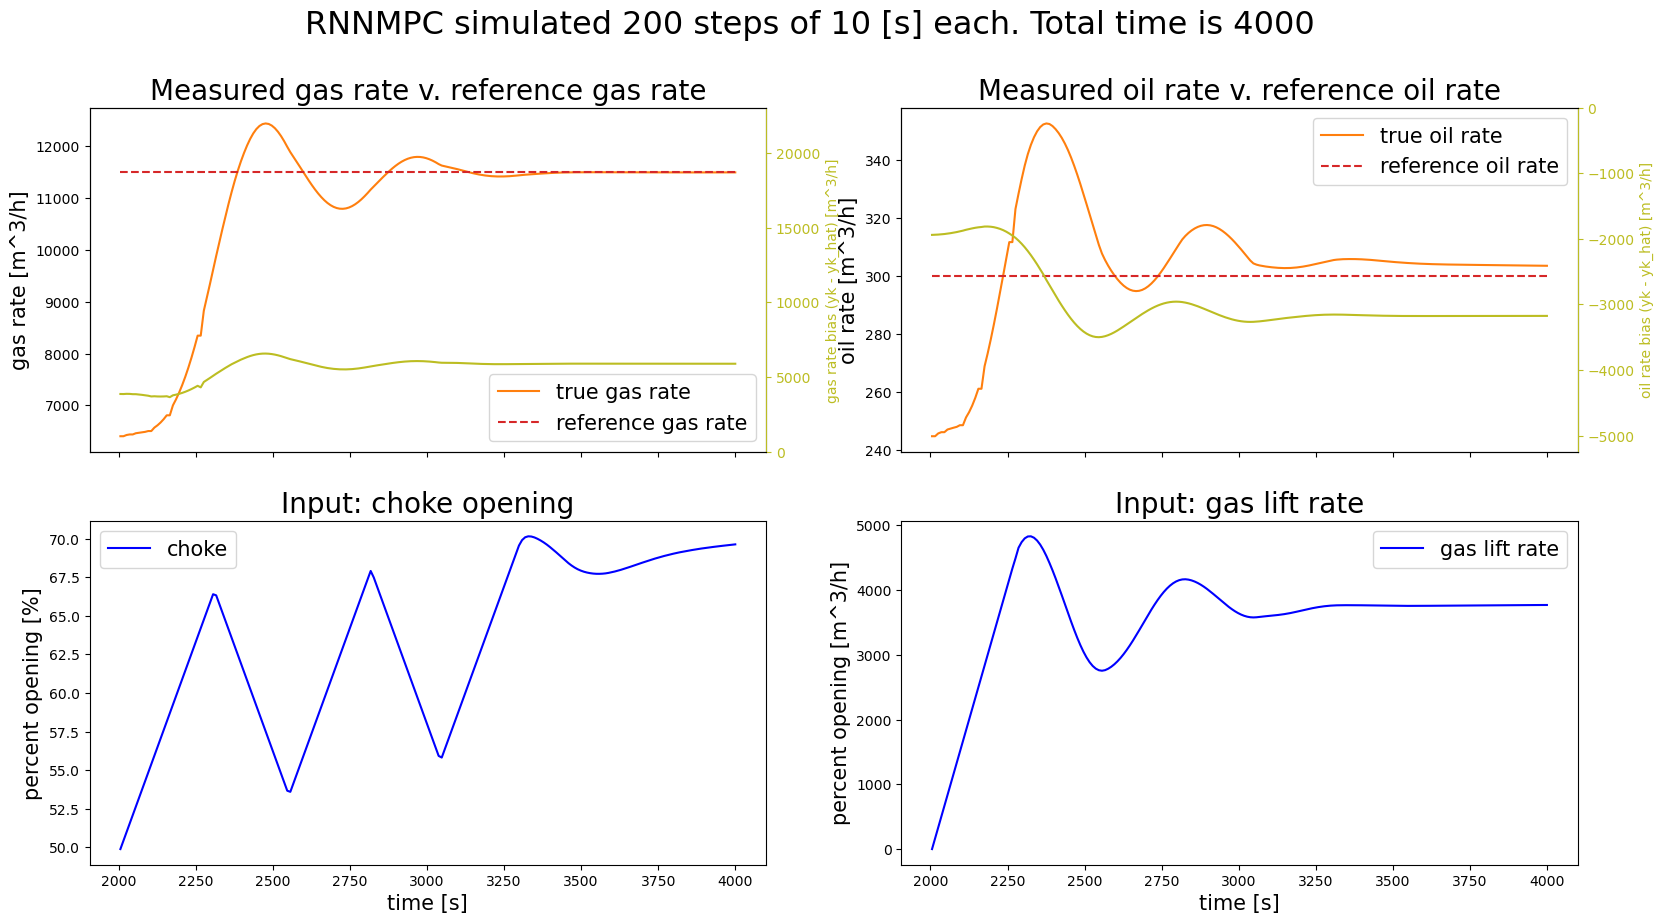 RNNMPC simulated 200 steps of 10 [s] each. Total time is 4000
Measured gas rate v. reference gas rate
gas rate [m^3/h]
12000
11000
10000
9000
8000
7000
20000
15000
10000
5000
0
gas rate bias (yk - yk_hat) [m^3/h]
true gas rate
reference gas rate
Measured oil rate v. reference oil rate
oil rate [m^3/h]
340
320
300
280
260
240
0
−1000
−2000
−3000
−4000
−5000
oil rate bias (yk - yk_hat) [m^3/h]
true oil rate
reference oil rate
Input: choke opening
percent opening [%]
70.0
67.5
65.0
62.5
60.0
57.5
55.0
52.5
50.0
choke
2000 2250 2500 2750 3000 3250 3500 3750 4000
time [s]
Input: gas lift rate
percent opening [m^3/h]
5000
4000
3000
2000
1000
0
gas lift rate
2000 2250 2500 2750 3000 3250 3500 3750 4000
time [s]